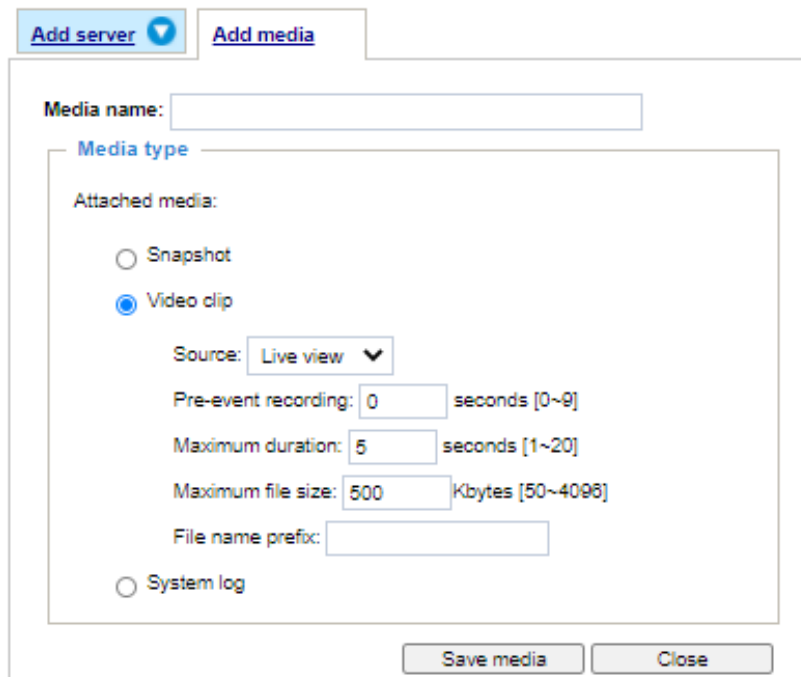 Add server Add media
Media name:
Media type
Attached media:
Snapshot
Video clip
Source: Live view
Pre-event recording: 0 seconds [0~9]
Maximum duration: 5 seconds [1~20]
Maximum file size: 500 Kbytes [50~4096]
File name prefix:
System log
Save media Close